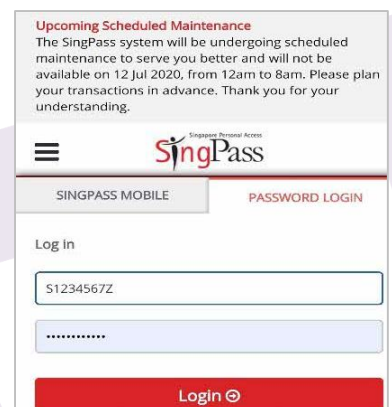 Upcoming Scheduled Maintenance
The SingPass system will be undergoing scheduled
maintenance to serve you better and will not be
available on 12 Jul 2020, from 12am to 8am. Please plan
your transactions in advance. Thank you for your
understanding.
Singapore Personal Access
SingPass
SINGPASS MOBILE
PASSWORD LOGIN
Log in
S1234567Z
••••••••••••
Login